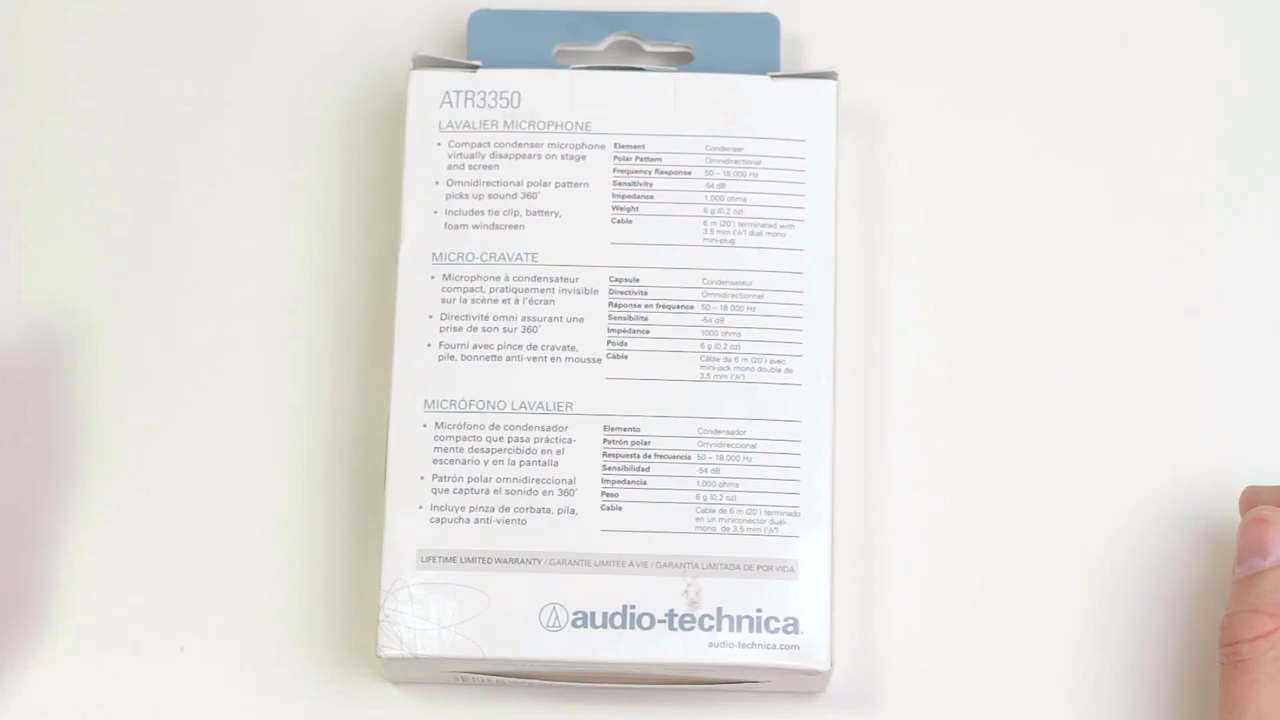 ATR3350
LAVALIER MICROPHONE
• Compact condenser microphone
virtually disappears on stage
and screen
• Omnidirectional polar pattern
picks up sound 360˚
• Includes tie clip, battery,
foam windscreen
Element Condenser
Polar Pattern Omnidirectional
Frequency Response 50 – 18,000 Hz
Sensitivity -54 dB
Impedance 1,000 ohms
Weight 6 g (0.2 oz)
Cable 6 m (20') terminated with
3.5 mm (⅛") dual mono
mini-plug
MICRO-CRAVATE
• Microphone à condensateur
compact, pratiquement invisible
sur la scène et à l'écran
• Directivité omni assurant une
prise de son sur 360˚
• Fourni avec pince de cravate,
pile, bonnette anti-vent en mousse
Capsule Condensateur
Directivité Omnidirectionnel
Réponse en fréquence 50 – 18 000 Hz
Sensibilité -54 dB
Impédance 1000 ohms
Poids 6 g (0,2 oz)
Câble Câble de 6 m (20') avec
mini-jack mono double de
3,5 mm (⅛")
MICRÓFONO LAVALIER
• Micrófono de condensador
compacto que pasa práctica-
mente desapercibido en el
escenario y en la pantalla
• Patrón polar omnidireccional
que captura el sonido en 360˚
• Incluye pinza de corbata, pila,
capucha anti-viento
Elemento Condensador
Patrón polar Omnidireccional
Respuesta de frecuencia 50 – 18.000 Hz
Sensibilidad -54 dB
Impedancia 1.000 ohms
Peso 6 g (0.2 oz)
Cable Cable de 6 m (20') terminado
en un miniconector dual-
mono de 3,5 mm (⅛")
LIFETIME LIMITED WARRANTY / GARANTIE LIMITÉE À VIE / GARANTÍA LIMITADA DE POR VIDA
audio-technica
audio-technica.com